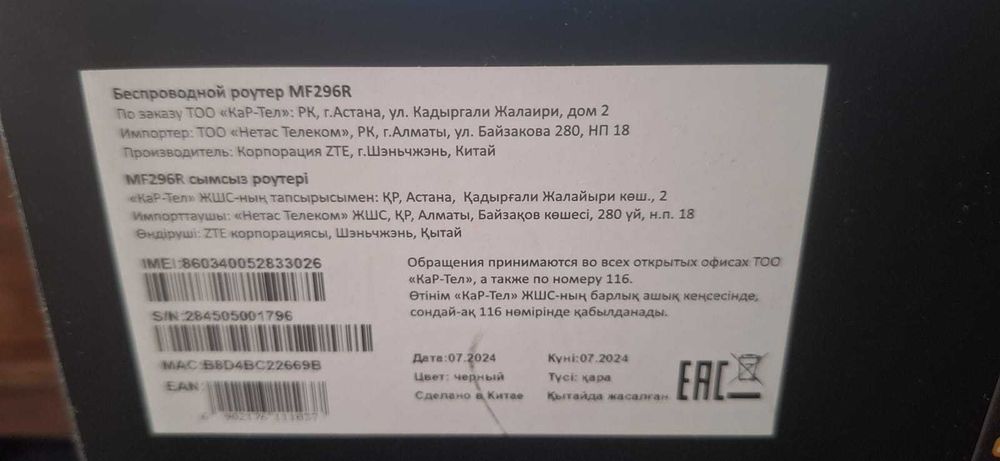 Беспроводной роутер MF296R
По заказу ТОО «КаР-Тел»: РК, г.Астана, ул. Кадыргали Жалаири, дом 2
Импортер: ТОО «Нетас Телеком», РК, г.Алматы, ул. Байзакова 280, НП 18
Производитель: Корпорация ZTE, г.Шэньчжэнь, Китай
MF296R сымсыз роутері
«КаР-Тел» ЖШС-ның тапсырысымен: ҚР, Астана, Қадырғали Жалайыри көш., 2
Импорттаушы: «Нетас Телеком» ЖШС, ҚР, Алматы, Байзақов көшесі, 280 үй, н.п. 18
Өндіруші: ZTE корпорациясы, Шэньчжэнь, Қытай
IMEI:860340052833026
S/N:284505001796
MAC:B8D4BC22669B
EAN:
Обращения принимаются во всех открытых офисах ТОО
«КаР-Тел», а также по номеру 116.
Өтінім «КаР-Тел» ЖШС-ның барлық ашық кеңсесінде,
сондай-ақ 116 нөмірінде қабылданады.
Дата:07.2024 Күні:07.2024
Цвет: черный Түсі: қара
Сделано в Китае Қытайда жасалған
EAC